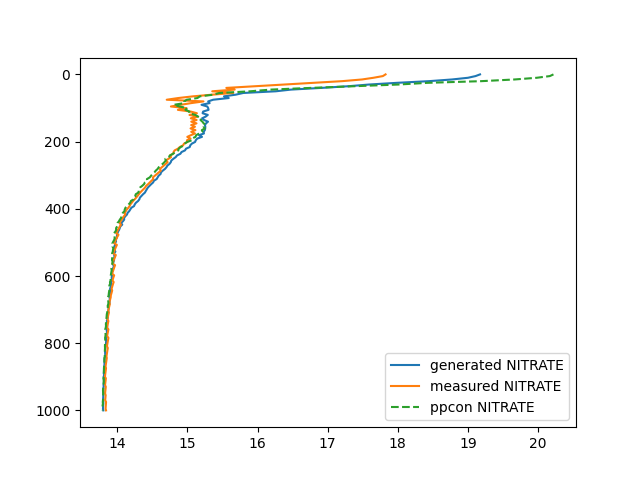 0
200
400
600
800
1000
14 15 16 17 18 19 20
generated NITRATE
measured NITRATE
ppcon NITRATE